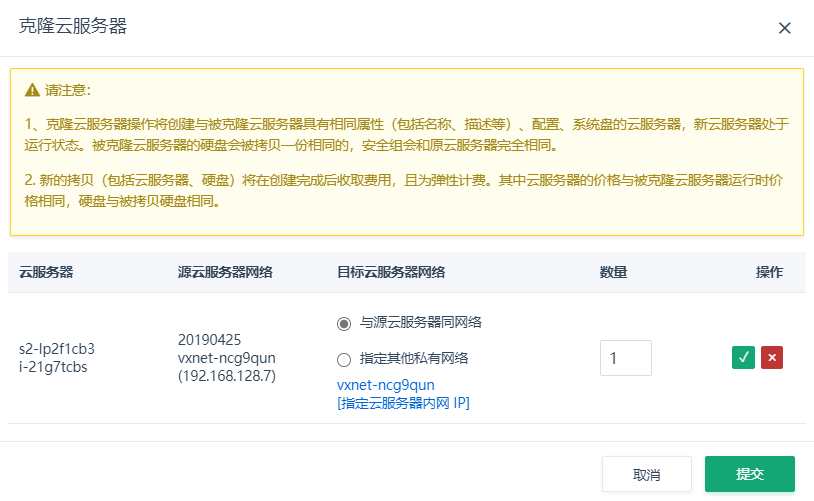 克隆云服务器
请注意：
1、克隆云服务器操作将创建与被克隆云服务器具有相同属性（包括名称、描述等）、配置、系统盘的云服务器，新云服务器处于
运行状态。被克隆云服务器的硬盘会被拷贝一份相同的，安全组会和原云服务器完全相同。
2. 新的拷贝（包括云服务器、硬盘）将在创建完成后收取费用，且为弹性计费。其中云服务器的价格与被克隆云服务器运行时价
格相同，硬盘与被拷贝硬盘相同。
云服务器 源云服务器网络 目标云服务器网络 数量 操作
s2-lp2f1cb3
i-21g7tcbs
20190425
vxnet-ncg9qun
(192.168.128.7)
与源云服务器同网络
指定其他私有网络
vxnet-ncg9qun
[指定云服务器内网 IP]
1
取消
提交